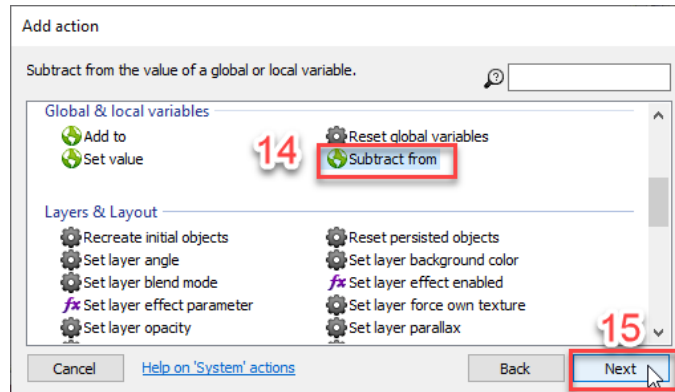 Add action
Subtract from the value of a global or local variable.
Global & local variables
Add to
Reset global variables
Set value
14
Subtract from
Layers & Layout
Recreate initial objects
Reset persisted objects
Set layer angle
Set layer background color
Set layer blend mode
fx Set layer effect enabled
fx Set layer effect parameter
Set layer force own texture
Set layer opacity
Set layer parallax
15
Cancel
Help on 'System' actions
Back
Next